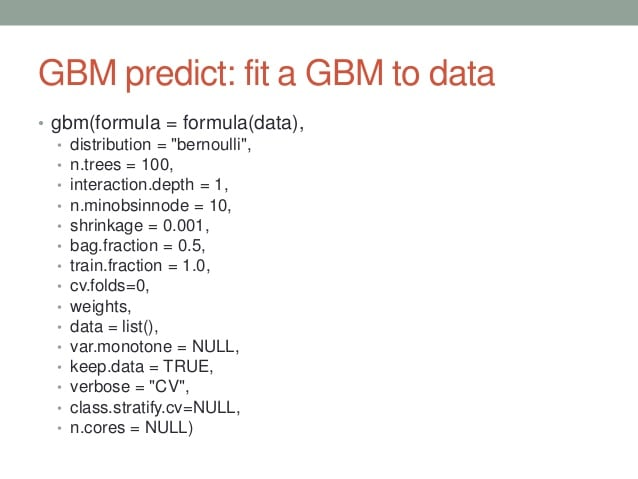 GBM predict: fit a GBM to data
• gbm(formula = formula(data),
• distribution = "bernoulli",
• n.trees = 100,
• interaction.depth = 1,
• n.minobsinnode = 10,
• shrinkage = 0.001,
• bag.fraction = 0.5,
• train.fraction = 1.0,
• cv.folds=0,
• weights,
• data = list(),
• var.monotone = NULL,
• keep.data = TRUE,
• verbose = "CV",
• class.stratify.cv=NULL,
• n.cores = NULL)